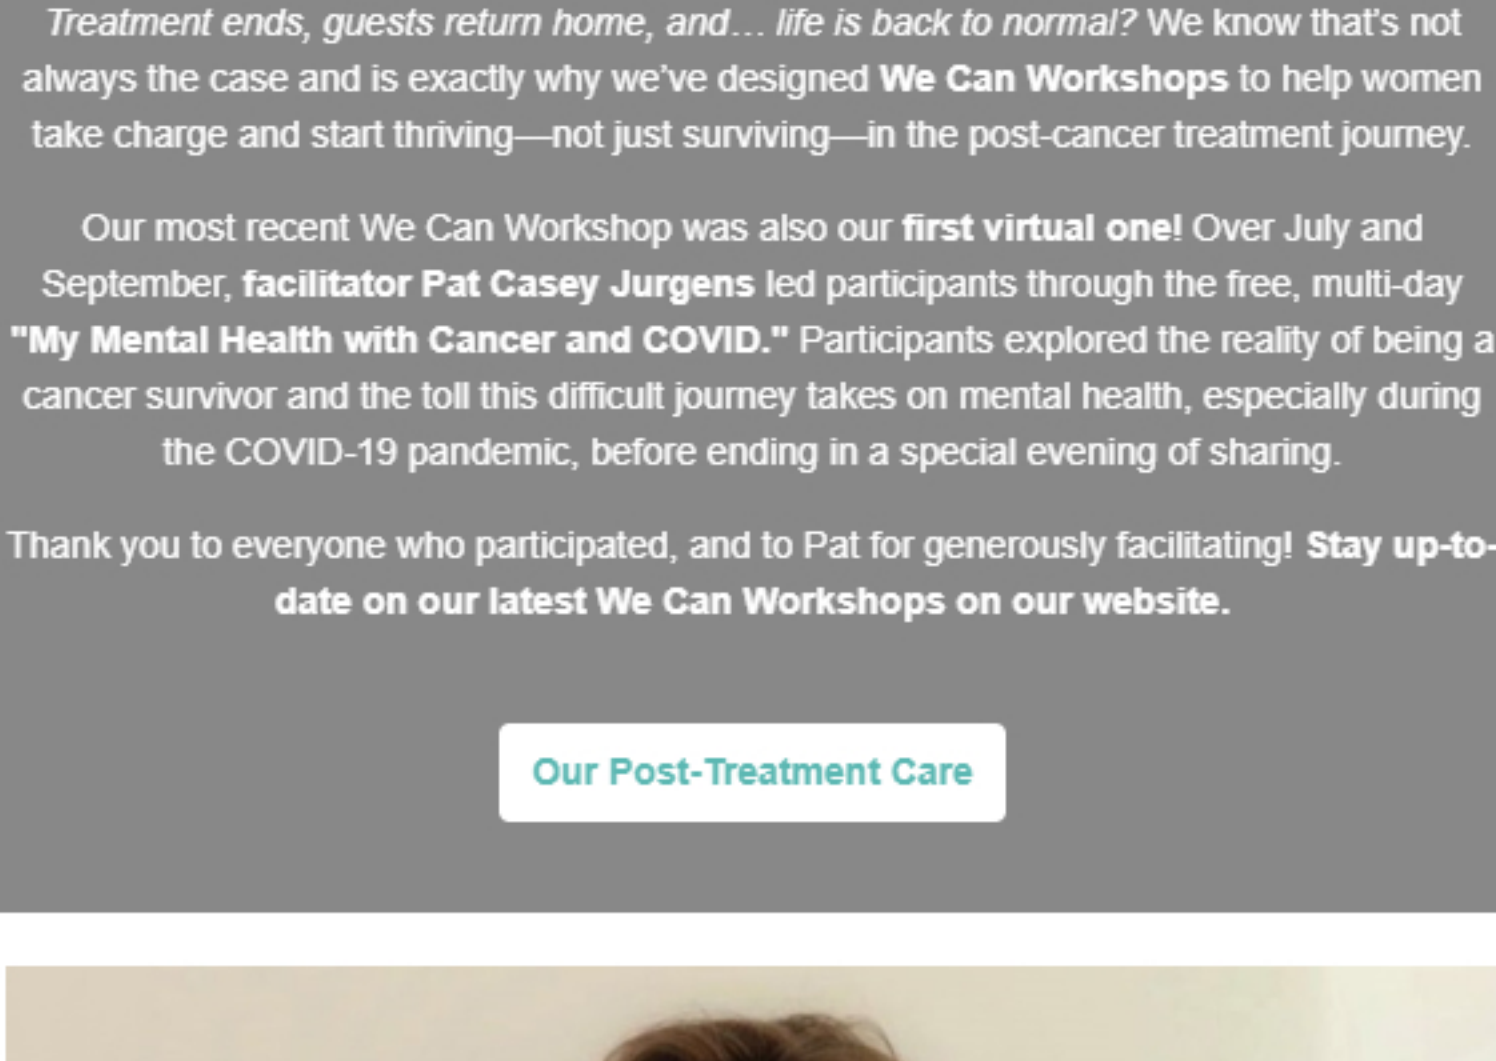 Treatment ends, guests return home, and… life is back to normal? We know that's not
always the case and is exactly why we've designed We Can Workshops to help women
take charge and start thriving—not just surviving—in the post-cancer treatment journey.
Our most recent We Can Workshop was also our first virtual one! Over July and
September, facilitator Pat Casey Jurgens led participants through the free, multi-day
"My Mental Health with Cancer and COVID." Participants explored the reality of being a
cancer survivor and the toll this difficult journey takes on mental health, especially during
the COVID-19 pandemic, before ending in a special evening of sharing.
Thank you to everyone who participated, and to Pat for generously facilitating! Stay up-to-
date on our latest We Can Workshops on our website.
Our Post-Treatment Care